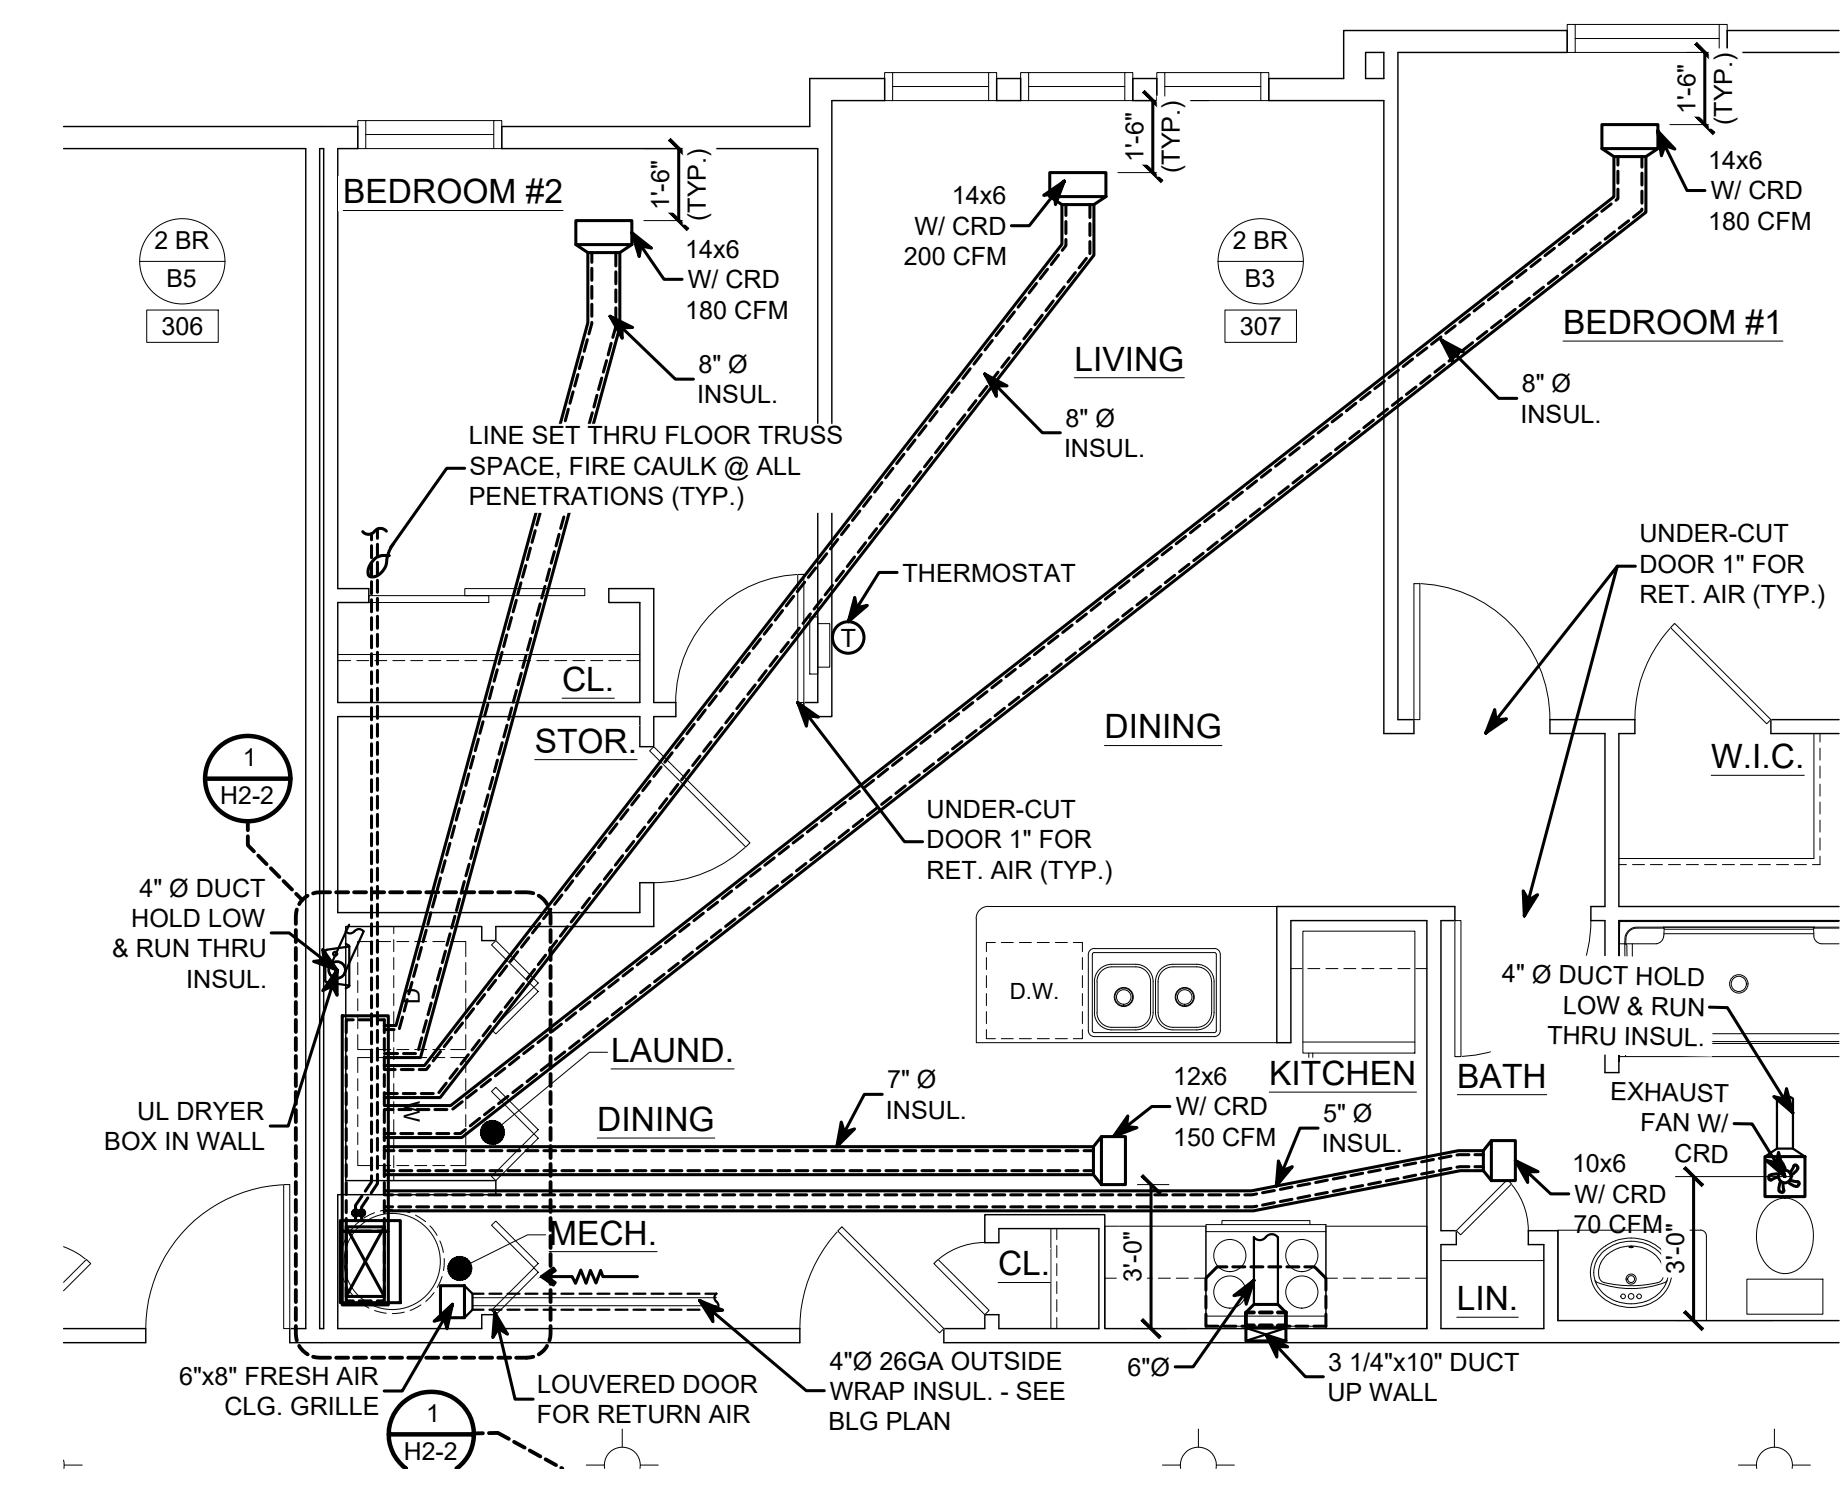 1'-6"
(TYP.)
14x6
W/ CRD
180 CFM
1'-6"
(TYP.)
14x6
W/ CRD
200 CFM
2 BR
B3
307
BEDROOM #1
BEDROOM #2
1'-6"
(TYP.)
2 BR
B5
306
14x6
W/ CRD
180 CFM
LIVING
8" Ø
INSUL.
8" Ø
INSUL.
8" Ø
INSUL.
LINE SET THRU FLOOR TRUSS
SPACE, FIRE CAULK @ ALL
PENETRATIONS (TYP.)
UNDER-CUT
DOOR 1" FOR
RET. AIR (TYP.)
THERMOSTAT
T
CL.
STOR.
DINING
W.I.C.
1
H2-2
UNDER-CUT
DOOR 1" FOR
RET. AIR (TYP.)
4" Ø DUCT
HOLD LOW
& RUN THRU
INSUL.
D
D.W.
4" Ø DUCT HOLD
LOW & RUN
THRU INSUL.
LAUND.
W
UL DRYER
BOX IN WALL
DINING
7" Ø
INSUL.
12x6
W/ CRD
150 CFM
KITCHEN
5" Ø
INSUL.
BATH
EXHAUST
FAN W/
CRD
10x6
W/ CRD
70 CFM
3'-0"
3'-0"
MECH.
CL.
LIN.
6"x8" FRESH AIR
CLG. GRILLE
LOUVERED DOOR
FOR RETURN AIR
4"Ø 26GA OUTSIDE
WRAP INSUL. - SEE
BLG PLAN
6"Ø
3 1/4"x10" DUCT
UP WALL
1
H2-2